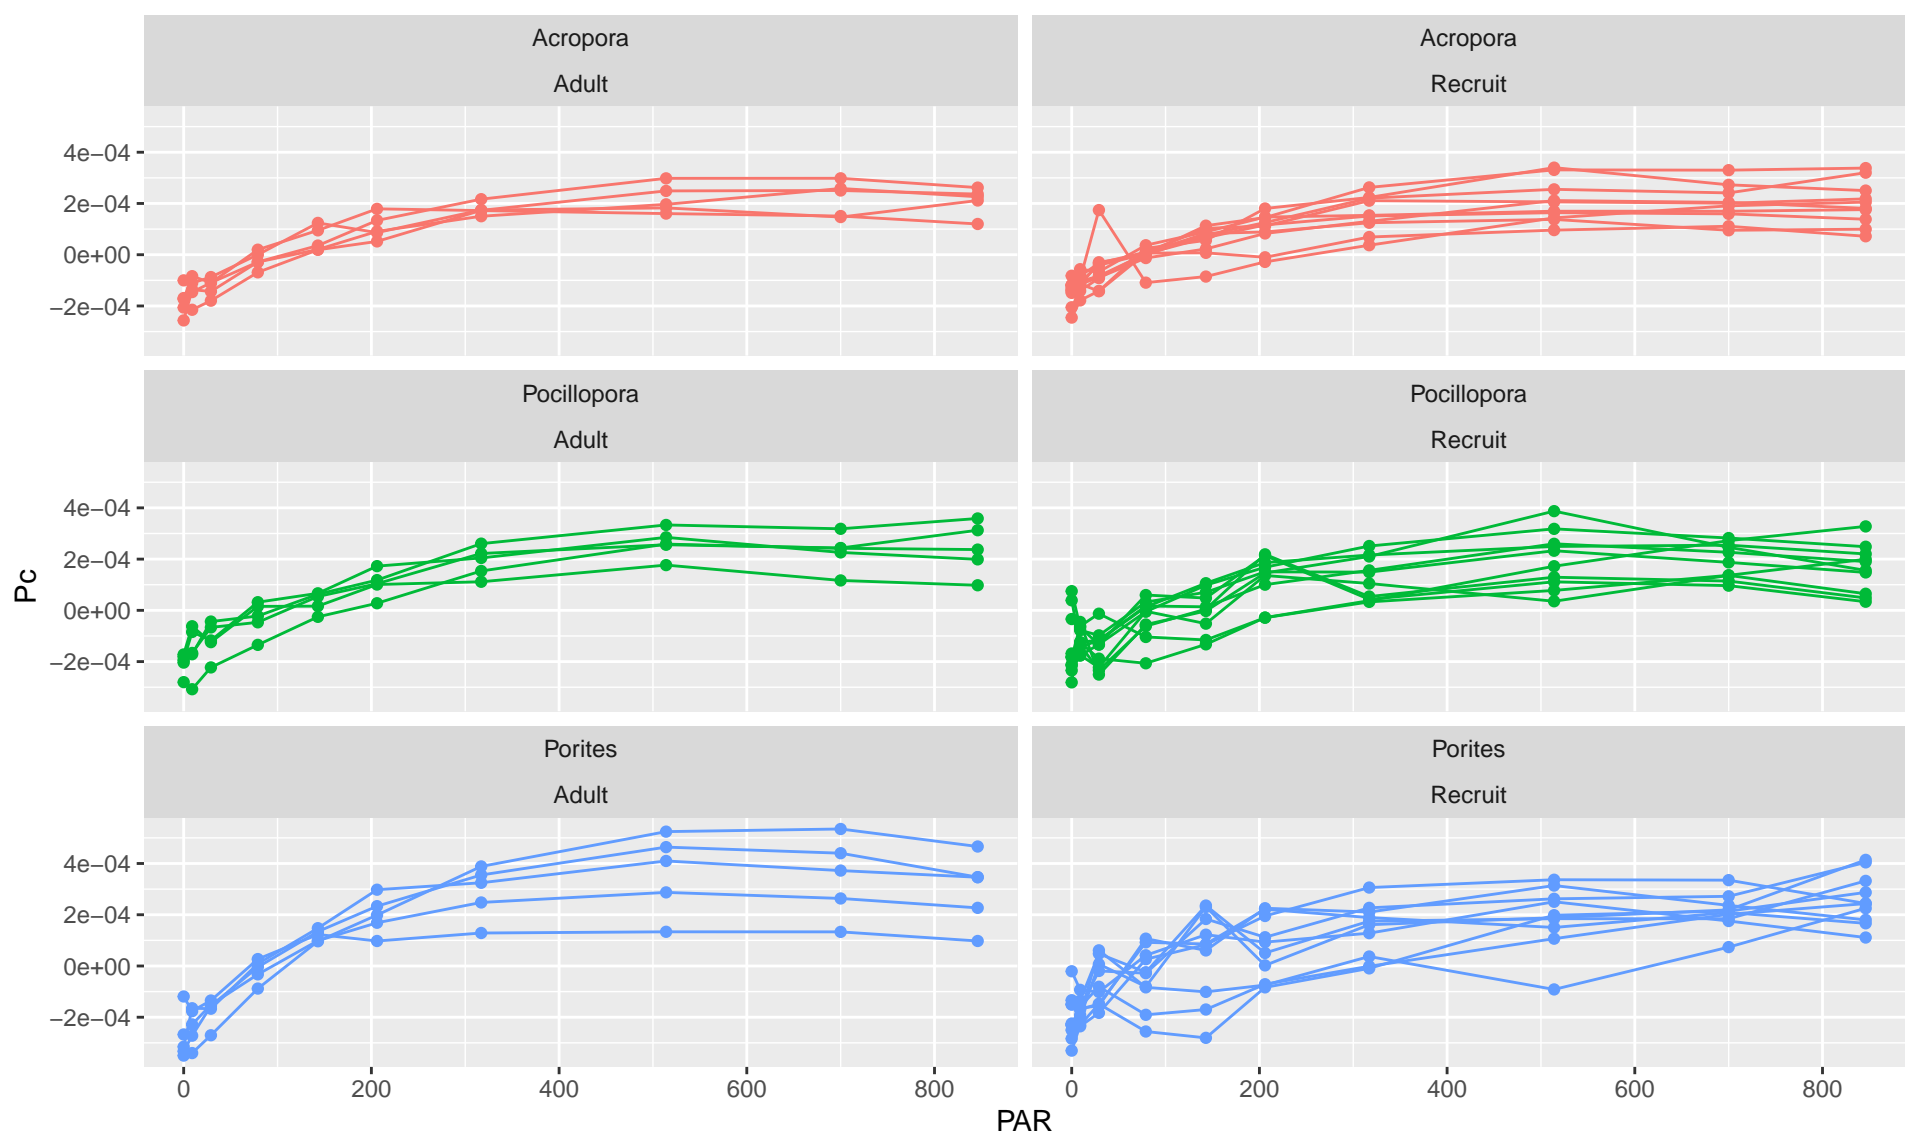 Acropora
Adult
Acropora
Recruit
4e−04
2e−04
0e+00
−2e−04
Pocillopora
Adult
Pocillopora
Recruit
4e−04
2e−04
0e+00
−2e−04
Pc
Porites
Adult
Porites
Recruit
4e−04
2e−04
0e+00
−2e−04
0 200 400 600 800 0 200 400 600 800
PAR